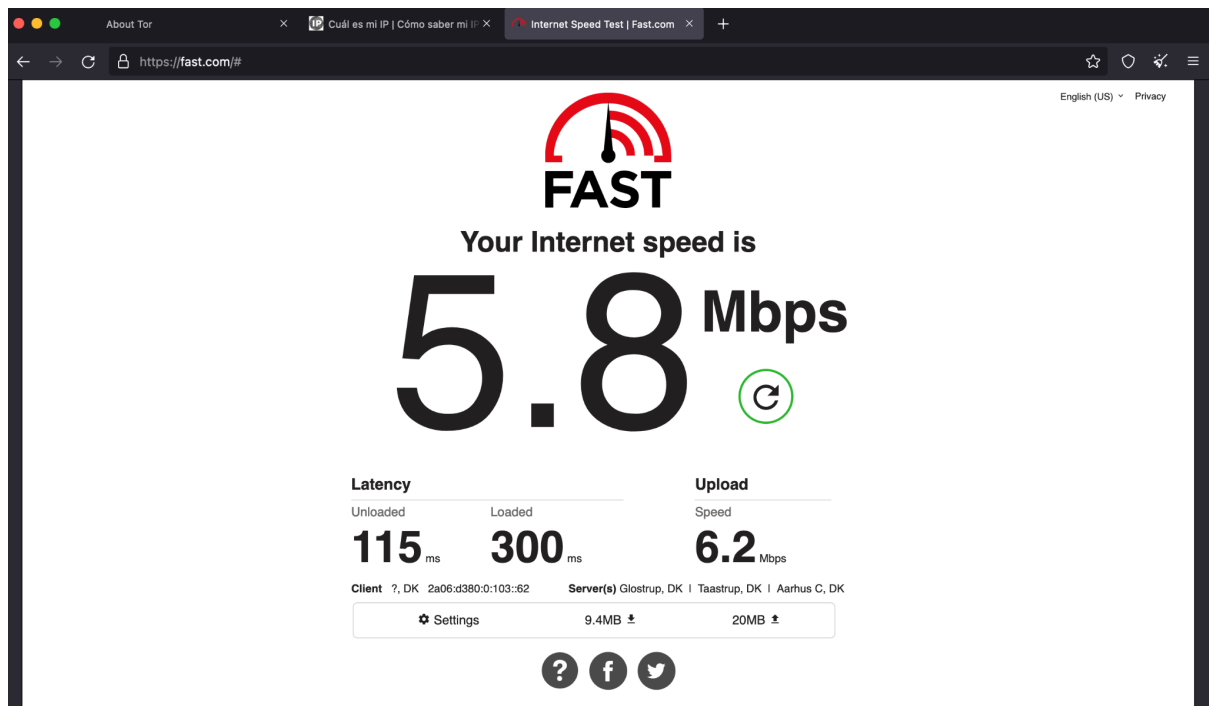 About Tor
Cuál es mi IP | Cómo saber mi IP
Internet Speed Test | Fast.com
https://fast.com/#
English (US) Privacy
FAST
Your Internet speed is
5.8 Mbps
Latency Upload
Unloaded Loaded Speed
115 ms 300 ms 6.2 Mbps
Client ?, DK 2a06:d380:0:103::62 Server(s) Glostrup, DK | Taastrup, DK | Aarhus C, DK
Settings 9.4MB 20MB